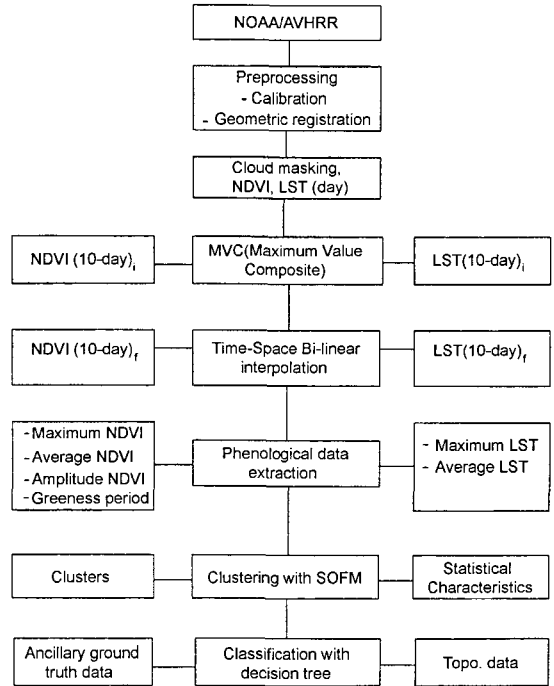 NOAA/AVHRR
Preprocessing
- Calibration
- Geometric registration
Cloud masking,
NDVI, LST (day)
NDVI (10-day)i
MVC(Maximum Value
Composite)
LST(10-day)i
NDVI (10-day)f
Time-Space Bi-linear
interpolation
LST(10-day)f
- Maximum NDVI
- Average NDVI
- Amplitude NDVI
- Greeness period
Phenological data
extraction
- Maximum LST
- Average LST
Clusters
Clustering with SOFM
Statistical
Characteristics
Ancillary ground
truth data
Classification with
decision tree
Topo. data